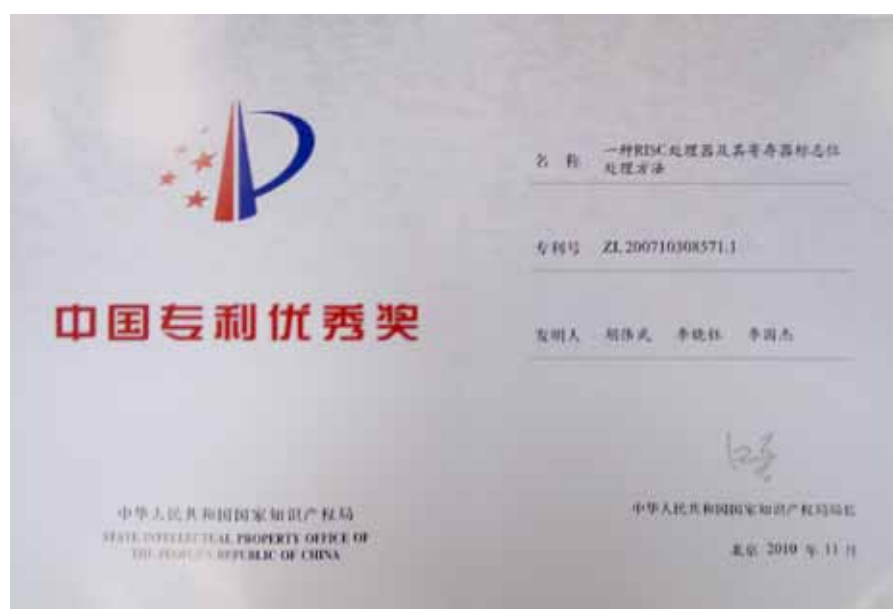 中国专利优秀奖
中华人民共和国国家知识产权局
STATE INTELLECTUAL PROPERTY OFFICE OF
THE PEOPLE'S REPUBLIC OF CHINA
名 称 一种RISC处理器及其寄存器标志位
处理方法
专利号 ZL 200710308571.1
发明人 胡伟武 李晓钰 李国杰
中华人民共和国国家知识产权局局长
北京 2010 年 11 月